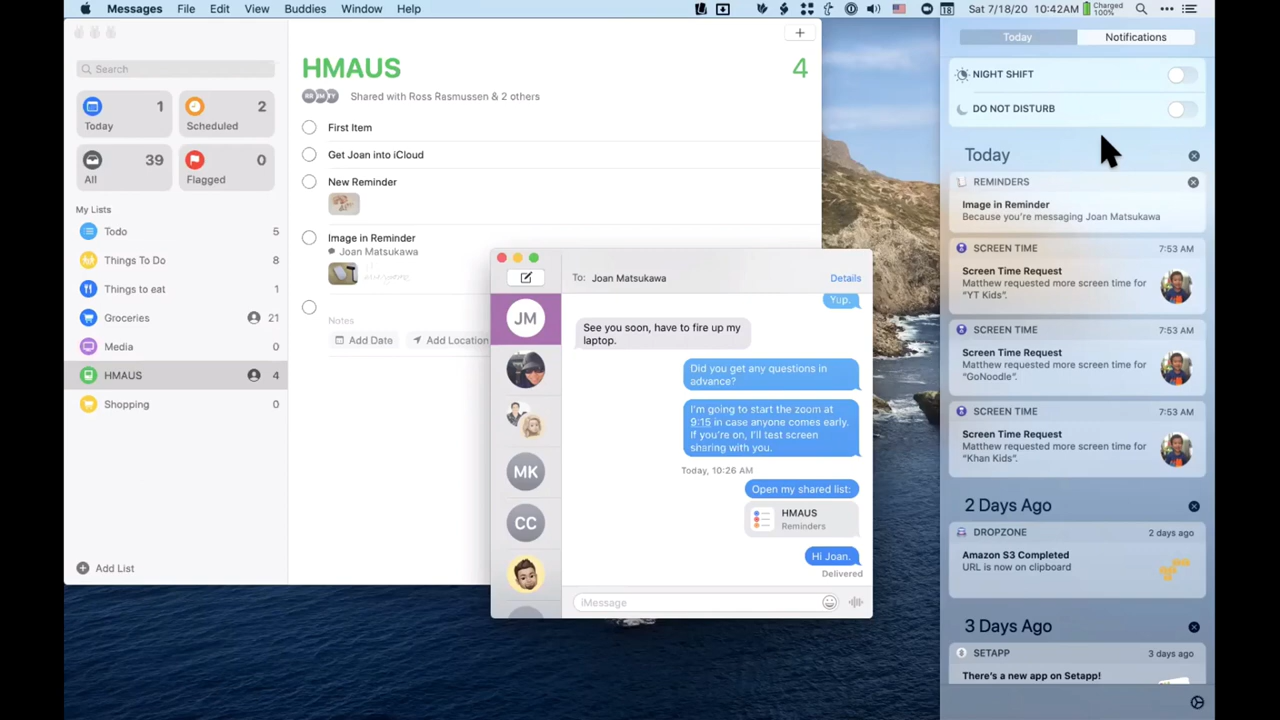 Messages File Edit View Buddies Window Help
18 Sat 7/18/20 10:42AM Charged 100%
Search
1
Today
2
Scheduled
39
All
0
Flagged
My Lists
Todo 5
Things To Do 8
Things to eat 1
Groceries 21
Media 0
HMAUS 4
Shopping 0
Add List
HMAUS 4
RR JM TY Shared with Ross Rasmussen & 2 others
First Item
Get Joan into iCloud
New Reminder
Image in Reminder
Joan Matsukawa
Notes
Add Date Add Location
To: Joan Matsukawa Details
JM
MK
CC
Yup.
See you soon, have to fire up my
laptop.
Did you get any questions in
advance?
I'm going to start the zoom at
9:15 in case anyone comes early.
If you're on, I'll test screen
sharing with you.
Today, 10:26 AM
Open my shared list:
HMAUS
Reminders
Hi Joan.
Delivered
iMessage
Today Notifications
NIGHT SHIFT
DO NOT DISTURB
Today
REMINDERS
Image in Reminder
Because you're messaging Joan Matsukawa
SCREEN TIME 7:53 AM
Screen Time Request
Matthew requested more screen time for
"YT Kids".
SCREEN TIME 7:53 AM
Screen Time Request
Matthew requested more screen time for
"GoNoodle".
SCREEN TIME 7:53 AM
Screen Time Request
Matthew requested more screen time for
"Khan Kids".
2 Days Ago
DROPZONE 2 days ago
Amazon S3 Completed
URL is now on clipboard
3 Days Ago
SETAPP 3 days ago
There's a new app on Setapp!